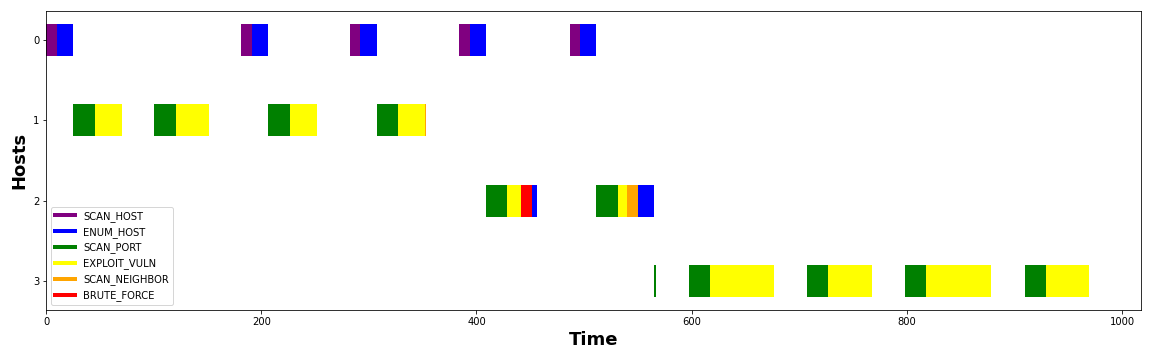 0
1
2
3
Hosts
SCAN_HOST
ENUM_HOST
SCAN_PORT
EXPLOIT_VULN
SCAN_NEIGHBOR
BRUTE_FORCE
0 200 400 600 800 1000
Time